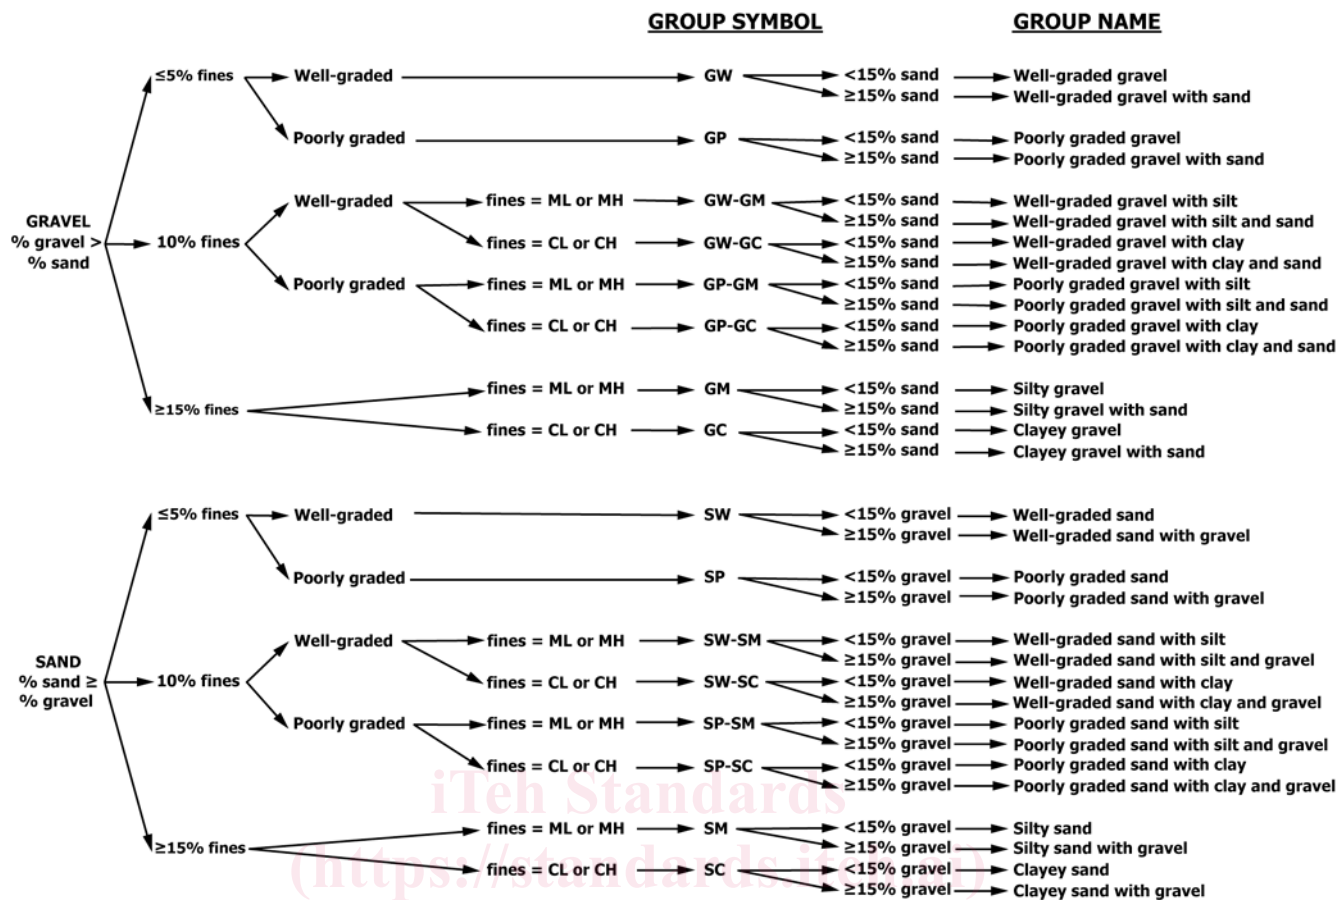 GROUP SYMBOL GROUP NAME
≤5% fines Well-graded GW <15% sand Well-graded gravel
≥15% sand Well-graded gravel with sand
Poorly graded GP <15% sand Poorly graded gravel
≥15% sand Poorly graded gravel with sand
Well-graded fines = ML or MH GW-GM <15% sand Well-graded gravel with silt
GRAVEL ≥15% sand Well-graded gravel with silt and sand
% gravel > 10% fines fines = CL or CH GW-GC <15% sand Well-graded gravel with clay
% sand ≥15% sand Well-graded gravel with clay and sand
Poorly graded fines = ML or MH GP-GM <15% sand Poorly graded gravel with silt
≥15% sand Poorly graded gravel with silt and sand
fines = CL or CH GP-GC <15% sand Poorly graded gravel with clay
≥15% sand Poorly graded gravel with clay and sand
fines = ML or MH GM <15% sand Silty gravel
≥15% fines ≥15% sand Silty gravel with sand
fines = CL or CH GC <15% sand Clayey gravel
≥15% sand Clayey gravel with sand
≤5% fines Well-graded SW <15% gravel Well-graded sand
≥15% gravel Well-graded sand with gravel
Poorly graded SP <15% gravel Poorly graded sand
≥15% gravel Poorly graded sand with gravel
Well-graded fines = ML or MH SW-SM <15% gravel Well-graded sand with silt
SAND ≥15% gravel Well-graded sand with silt and gravel
% sand ≥ 10% fines fines = CL or CH SW-SC <15% gravel Well-graded sand with clay
% gravel ≥15% gravel Well-graded sand with clay and gravel
Poorly graded fines = ML or MH SP-SM <15% gravel Poorly graded sand with silt
≥15% gravel Poorly graded sand with silt and gravel
fines = CL or CH SP-SC <15% gravel Poorly graded sand with clay
≥15% gravel Poorly graded sand with clay and gravel
iTeh Standards
fines = ML or MH SM <15% gravel Silty sand
≥15% fines ≥15% gravel Silty sand with gravel
fines = CL or CH SC <15% gravel Clayey sand
≥15% gravel Clayey sand with gravel
(https://standards.iteh.ai)